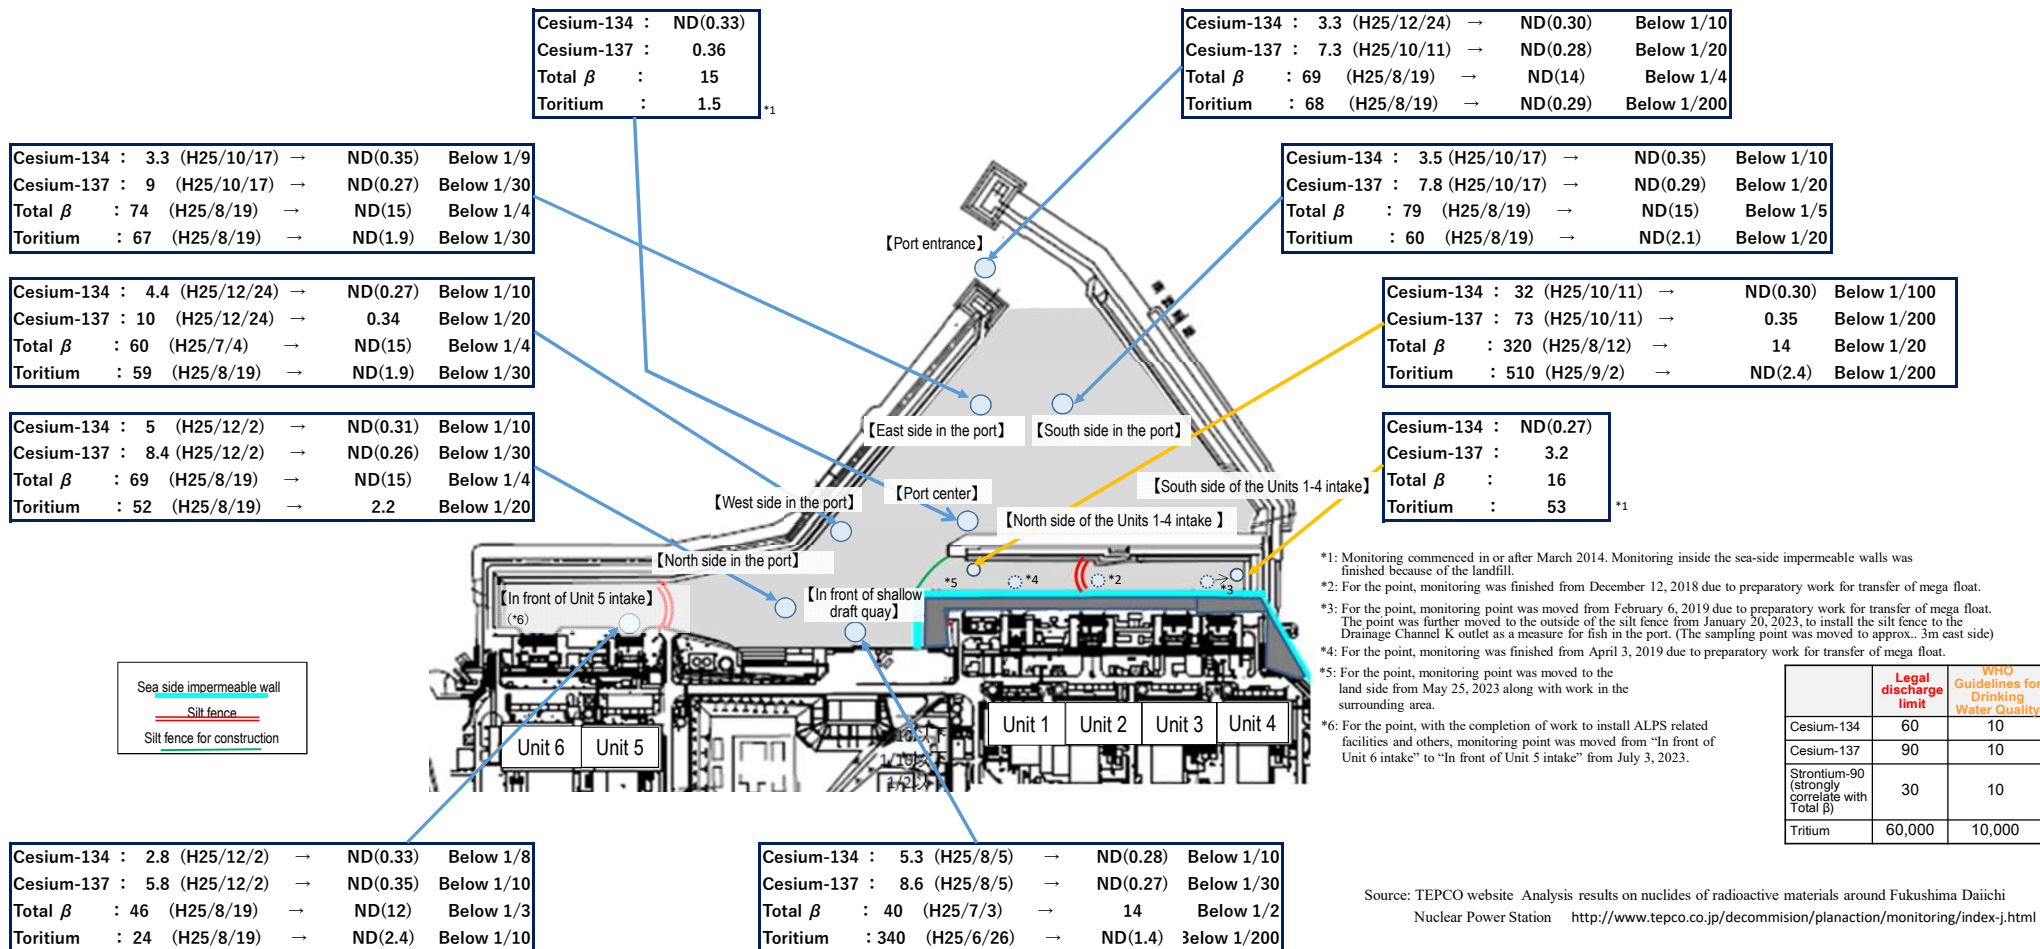 Cesium-134 : ND(0.33)
Cesium-137 : 0.36
Total β : 15
Toritium : 1.5
*1
Cesium-134 : 3.3 (H25/12/24) → ND(0.30) Below 1/10
Cesium-137 : 7.3 (H25/10/11) → ND(0.28) Below 1/20
Total β : 69 (H25/8/19) → ND(14) Below 1/4
Toritium : 68 (H25/8/19) → ND(0.29) Below 1/200
Cesium-134 : 3.3 (H25/10/17) → ND(0.35) Below 1/9
Cesium-137 : 9 (H25/10/17) → ND(0.27) Below 1/30
Total β : 74 (H25/8/19) → ND(15) Below 1/4
Toritium : 67 (H25/8/19) → ND(1.9) Below 1/30
Cesium-134 : 3.5 (H25/10/17) → ND(0.35) Below 1/10
Cesium-137 : 7.8 (H25/10/17) → ND(0.29) Below 1/20
Total β : 79 (H25/8/19) → ND(15) Below 1/5
Toritium : 60 (H25/8/19) → ND(2.1) Below 1/20
Cesium-134 : 4.4 (H25/12/24) → ND(0.27) Below 1/10
Cesium-137 : 10 (H25/12/24) → 0.34 Below 1/20
Total β : 60 (H25/7/4) → ND(15) Below 1/4
Toritium : 59 (H25/8/19) → ND(1.9) Below 1/30
Cesium-134 : 32 (H25/10/11) → ND(0.30) Below 1/100
Cesium-137 : 73 (H25/10/11) → 0.35 Below 1/200
Total β : 320 (H25/8/12) → 14 Below 1/20
Toritium : 510 (H25/9/2) → ND(2.4) Below 1/200
Cesium-134 : 5 (H25/12/2) → ND(0.31) Below 1/10
Cesium-137 : 8.4 (H25/12/2) → ND(0.26) Below 1/30
Total β : 69 (H25/8/19) → ND(15) Below 1/4
Toritium : 52 (H25/8/19) → 2.2 Below 1/20
Cesium-134 : ND(0.27)
Cesium-137 : 3.2
Total β : 16
Toritium : 53
*1
【Port entrance】
【East side in the port】
【South side in the port】
【West side in the port】
【Port center】
【South side of the Units 1-4 intake】
【North side of the Units 1-4 intake 】
【North side in the port】
【In front of Unit 5 intake】
(*6)
【In front of shallow
draft quay】
*5
*4
*2
*3
Unit 6
Unit 5
Unit 1
Unit 2
Unit 3
Unit 4
Sea side impermeable wall
Silt fence
Silt fence for construction
*1: Monitoring commenced in or after March 2014. Monitoring inside the sea-side impermeable walls was
finished because of the landfill.
*2: For the point, monitoring was finished from December 12, 2018 due to preparatory work for transfer of mega float.
*3: For the point, monitoring point was moved from February 6, 2019 due to preparatory work for transfer of mega float.
The point was further moved to the outside of the silt fence from January 20, 2023, to install the silt fence to the
Drainage Channel K outlet as a measure for fish in the port. (The sampling point was moved to approx.. 3m east side)
*4: For the point, monitoring was finished from April 3, 2019 due to preparatory work for transfer of mega float.
*5: For the point, monitoring point was moved to the
land side from May 25, 2023 along with work in the
surrounding area.
*6: For the point, with the completion of work to install ALPS related
facilities and others, monitoring point was moved from “In front of
Unit 6 intake” to “In front of Unit 5 intake” from July 3, 2023.
Legal
discharge
limit
WHO
Guidelines for
Drinking
Water Quality
Cesium-134 60 10
Cesium-137 90 10
Strontium-90
(strongly
correlate with
Total β)
30 10
Tritium 60,000 10,000
Cesium-134 : 2.8 (H25/12/2) → ND(0.33) Below 1/8
Cesium-137 : 5.8 (H25/12/2) → ND(0.35) Below 1/10
Total β : 46 (H25/8/19) → ND(12) Below 1/3
Toritium : 24 (H25/8/19) → ND(2.4) Below 1/10
Cesium-134 : 5.3 (H25/8/5) → ND(0.28) Below 1/10
Cesium-137 : 8.6 (H25/8/5) → ND(0.27) Below 1/30
Total β : 40 (H25/7/3) → 14 Below 1/2
Toritium : 340 (H25/6/26) → ND(1.4) Below 1/200
Source: TEPCO website Analysis results on nuclides of radioactive materials around Fukushima Daiichi
Nuclear Power Station http://www.tepco.co.jp/decommision/planaction/monitoring/index-j.html